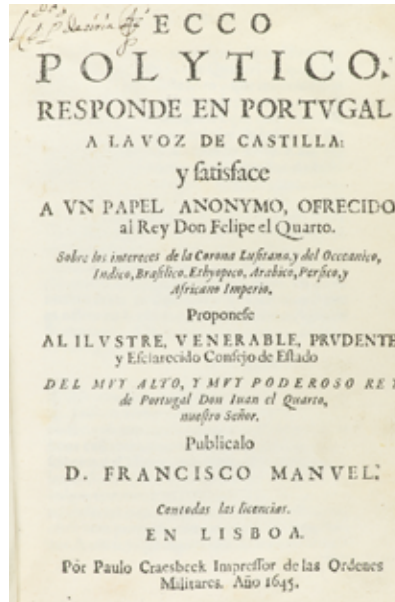 ECCO
POLYTICO.
RESPONDE EN PORTVGAL
A LA VOZ DE CASTILLA:
y satisface
A VN PAPEL ANONYMO, OFRECIDO
al Rey Don Felipe el Quarto.
Sobre los intereces de la Corona Lusitana, y del Occeanico,
Indico, Brasilico, Ethyopico, Arabico, Persico, y
Africano Imperio.
Proponese
AL ILVSTRE, VENERABLE, PRVDENTE
y Esclarecido Consejo de Estado
DEL MVY ALTO, Y MVY PODEROSO REY
de Portugal Don Iuan el Quarto,
nuestro Señor.
Publicalo
D. FRANCISCO MANVEL.
Con todas las licencias.
EN LISBOA.
Por Paulo Craesbeck Impressor de las Ordenes
Militares. Año 1645.